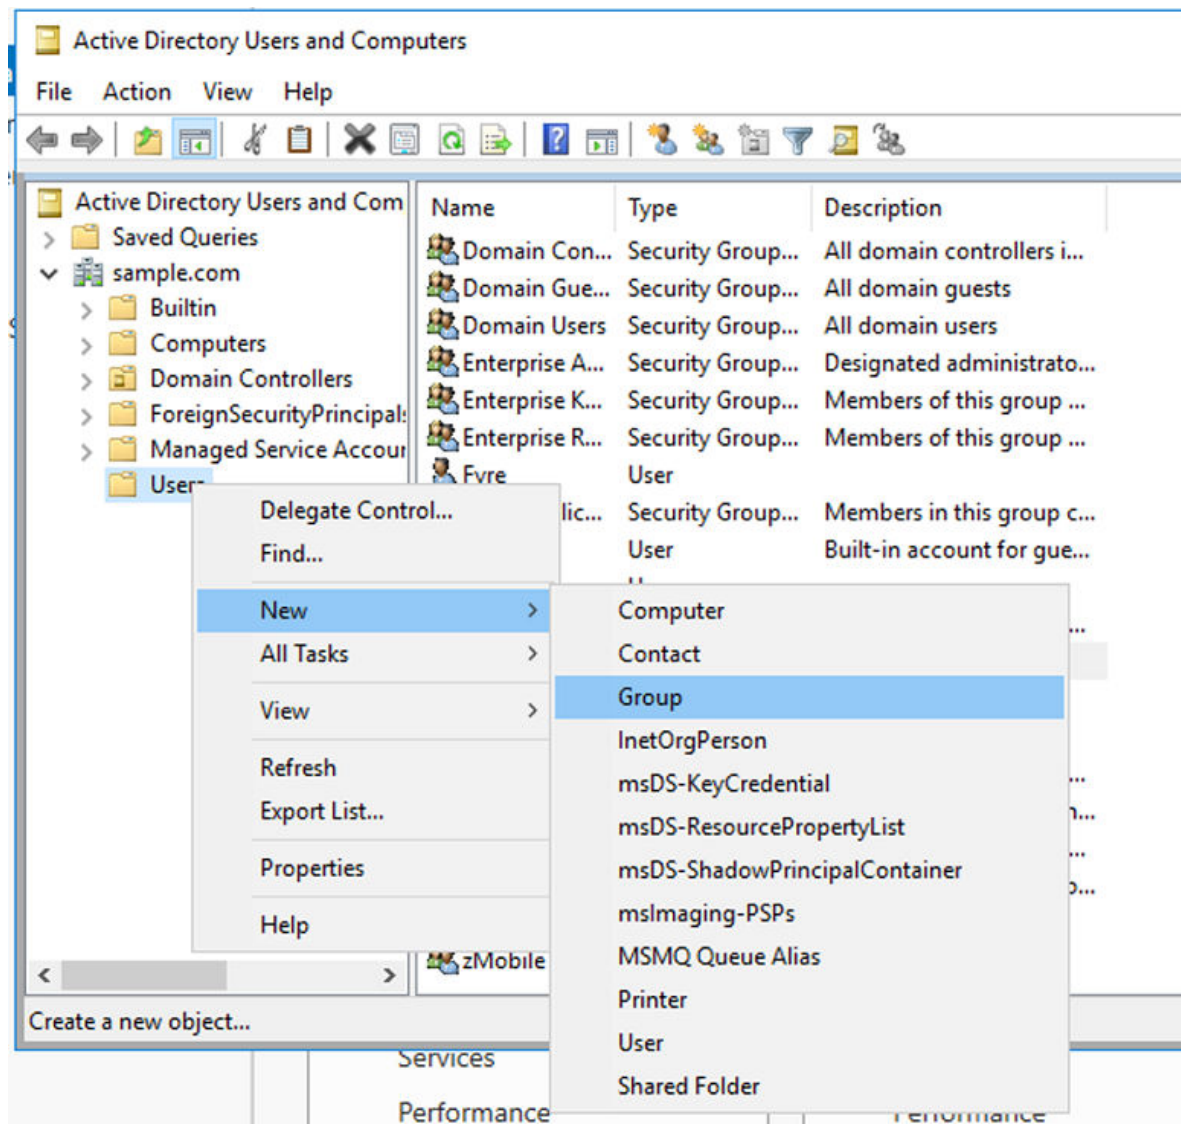 Active Directory Users and Computers
File Action View Help
Active Directory Users and Com
Saved Queries
sample.com
Builtin
Computers
Domain Controllers
ForeignSecurityPrincipals
Managed Service Accour
Users
Name Type Description
Domain Con... Security Group... All domain controllers i...
Domain Gue... Security Group... All domain guests
Domain Users Security Group... All domain users
Enterprise A... Security Group... Designated administrato...
Enterprise K... Security Group... Members of this group ...
Enterprise R... Security Group... Members of this group ...
Fyre User
lic... Security Group... Members in this group c...
User Built-in account for gue...
zMobile
Delegate Control...
Find...
New
All Tasks
View
Refresh
Export List...
Properties
Help
Computer
Contact
Group
InetOrgPerson
msDS-KeyCredential
msDS-ResourcePropertyList
msDS-ShadowPrincipalContainer
msImaging-PSPs
MSMQ Queue Alias
Printer
User
Shared Folder
Create a new object...
Services
Performance
Performance